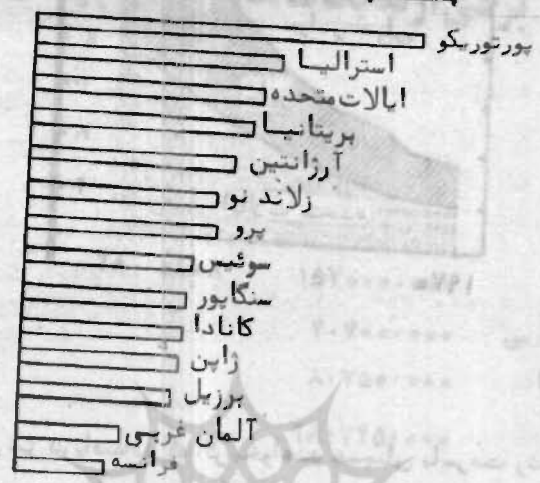 پورتوریکو
استرالیا
ایالات متحده
بریتانیا
آرژانتین
زلاند نو
پرو
سوئیس
سنگاپور
کانادا
ژاپن
برزیل
آلمان غربی
فرانسه